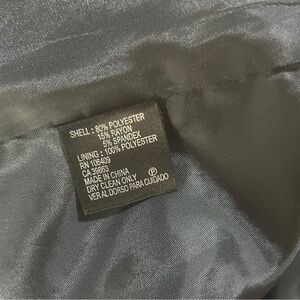 SHELL: 80% POLYESTER
15% RAYON
5% SPANDEX
LINING: 100% POLYESTER
RN 106409
CA 39863
MADE IN CHINA
DRY CLEAN ONLY Ⓟ
VER AL DORSO PARA CUIDADO